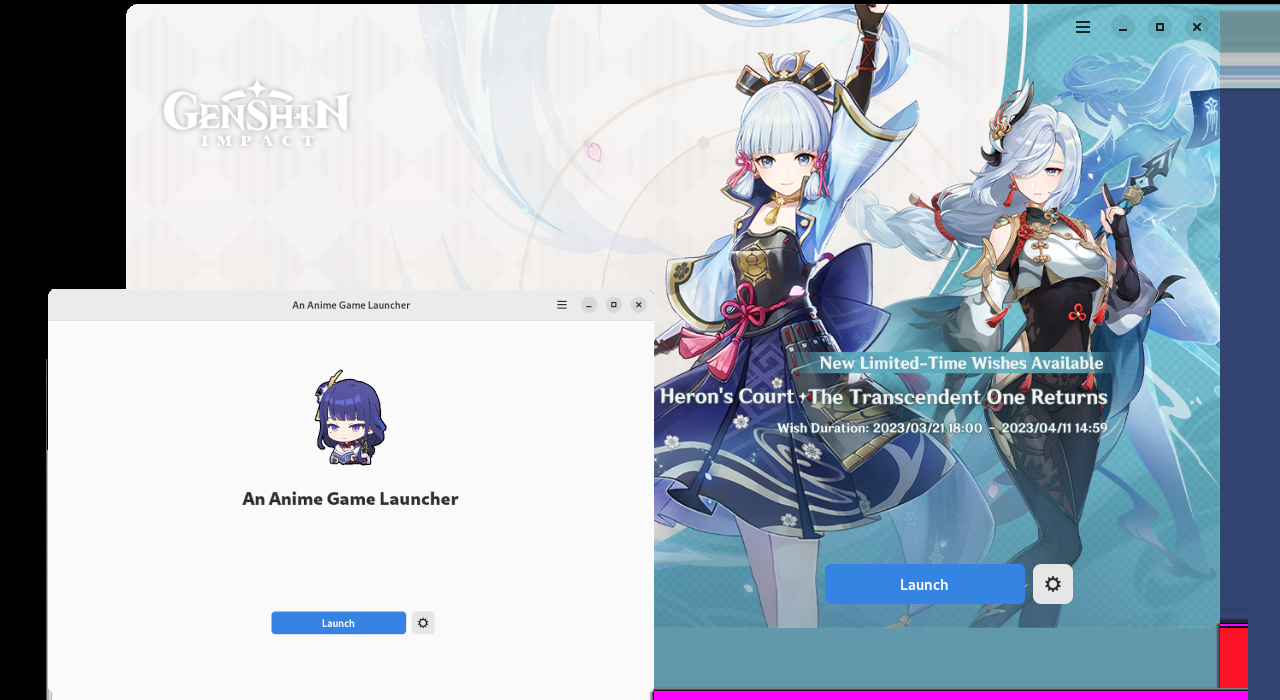 GENSHIN
IMPACT
New Limited-Time Wishes Available
Heron's Court
The Transcendent One Returns
Wish Duration: 2023/03/21 18:00 - 2023/04/11 14:59
Launch
An Anime Game Launcher
An Anime Game Launcher
Launch